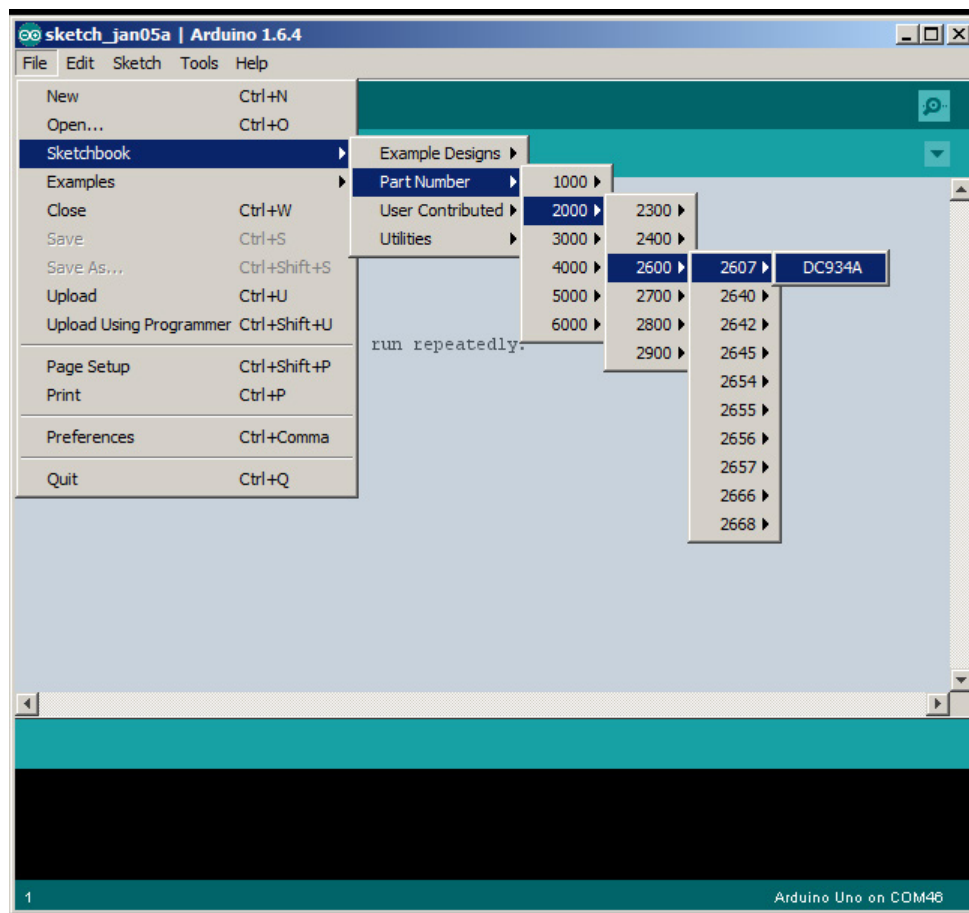 sketch_jan05a | Arduino 1.6.4
File Edit Sketch Tools Help
New Ctrl+N
Open... Ctrl+O
Sketchbook
Examples
Close Ctrl+W
Save Ctrl+S
Save As... Ctrl+Shift+S
Upload Ctrl+U
Upload Using Programmer Ctrl+Shift+U
Page Setup Ctrl+Shift+P
Print Ctrl+P
Preferences Ctrl+Comma
Quit Ctrl+Q
Example Designs
Part Number
User Contributed
Utilities
1000
2000
3000
4000
5000
6000
2300
2400
2600
2700
2800
2900
2607
2640
2642
2645
2654
2655
2656
2657
2666
2668
DC934A
run repeatedly:
1 Arduino Uno on COM46